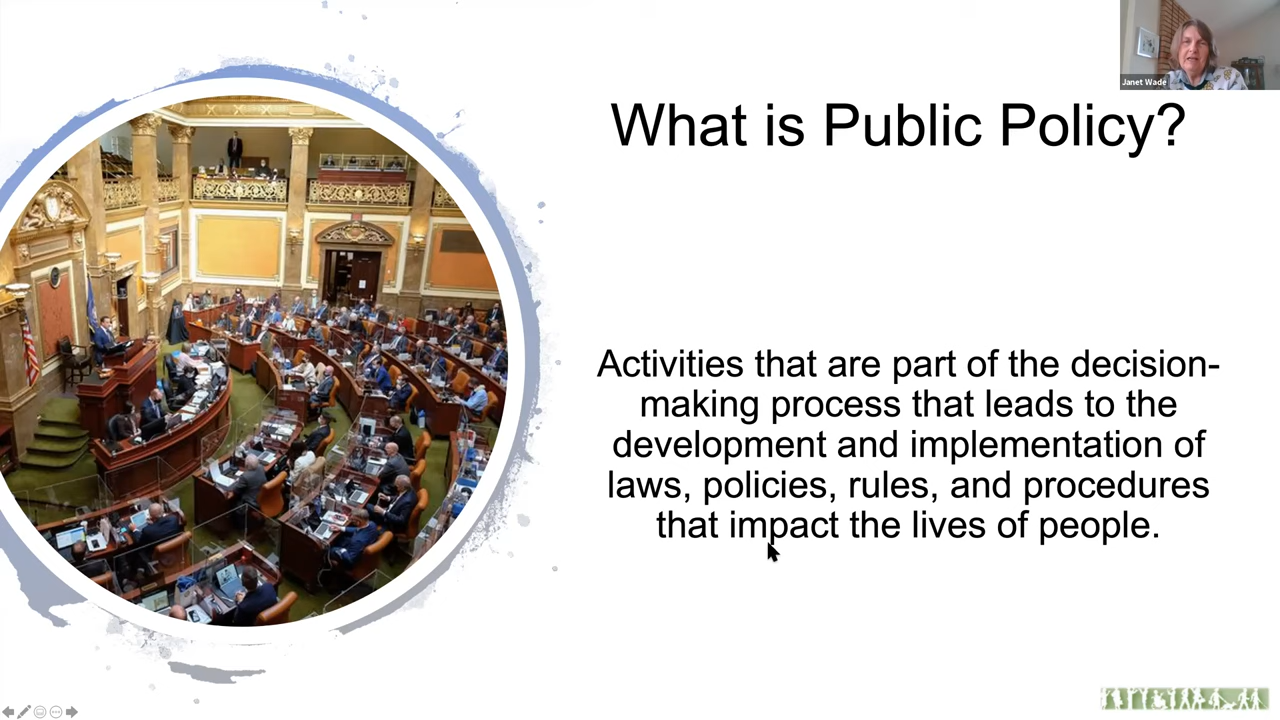 Janet Wade
What is Public Policy?
Activities that are part of the decision-
making process that leads to the
development and implementation of
laws, policies, rules, and procedures
that impact the lives of people.